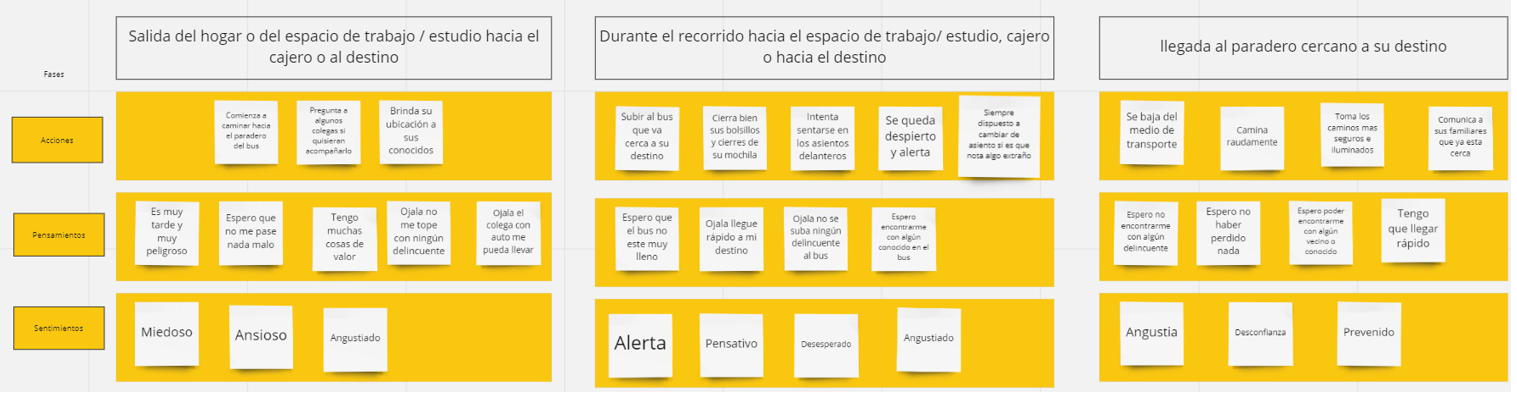 Salida del hogar o del espacio de trabajo / estudio hacia el
cajero o al destino
Durante el recorrido hacia el espacio de trabajo/ estudio, cajero
o hacia el destino
llegada al paradero cercano a su destino
Fases
Acciones
Comienza a
caminar hacia
el paradero
del bus
Pregunta a
algunos
colegas si
quisieran
acompañarlo
Brinda su
ubicación a
sus
conocidos
Subir al bus
que va
cerca a su
destino
Cierra bien
sus bolsillos
y cierres de
su mochila
Intenta
sentarse en
los asientos
delanteros
Se queda
despierto
y alerta
Siempre
dispuesto a
cambiar de
asiento si es que
nota algo extraño
Se baja del
medio de
transporte
Camina
raudamente
Toma los
caminos mas
seguros e
iluminados
Comunica a
sus familiares
que ya esta
cerca
Pensamientos
Es muy
tarde y
muy
peligroso
Espero que
no me pase
nada malo
Tengo
muchas
cosas de
valor
Ojala no
me tope
con ningún
delincuente
Ojala el
colega con
auto me
pueda llevar
Espero que
el bus no
este muy
lleno
Ojala llegue
rápido a mi
destino
Ojala no se
suba ningún
delincuente
al bus
Espero
encontrarme
con algún
conocido en el
bus
Espero no
encontrarme
con algún
delincuente
Espero no
haber
perdido
nada
Espero poder
encontrarme
con algún
vecino o
conocido
Tengo
que llegar
rápido
Sentimientos
Miedoso
Ansioso
Angustiado
Alerta
Pensativo
Desesperado
Angustiado
Angustia
Desconfianza
Prevenido